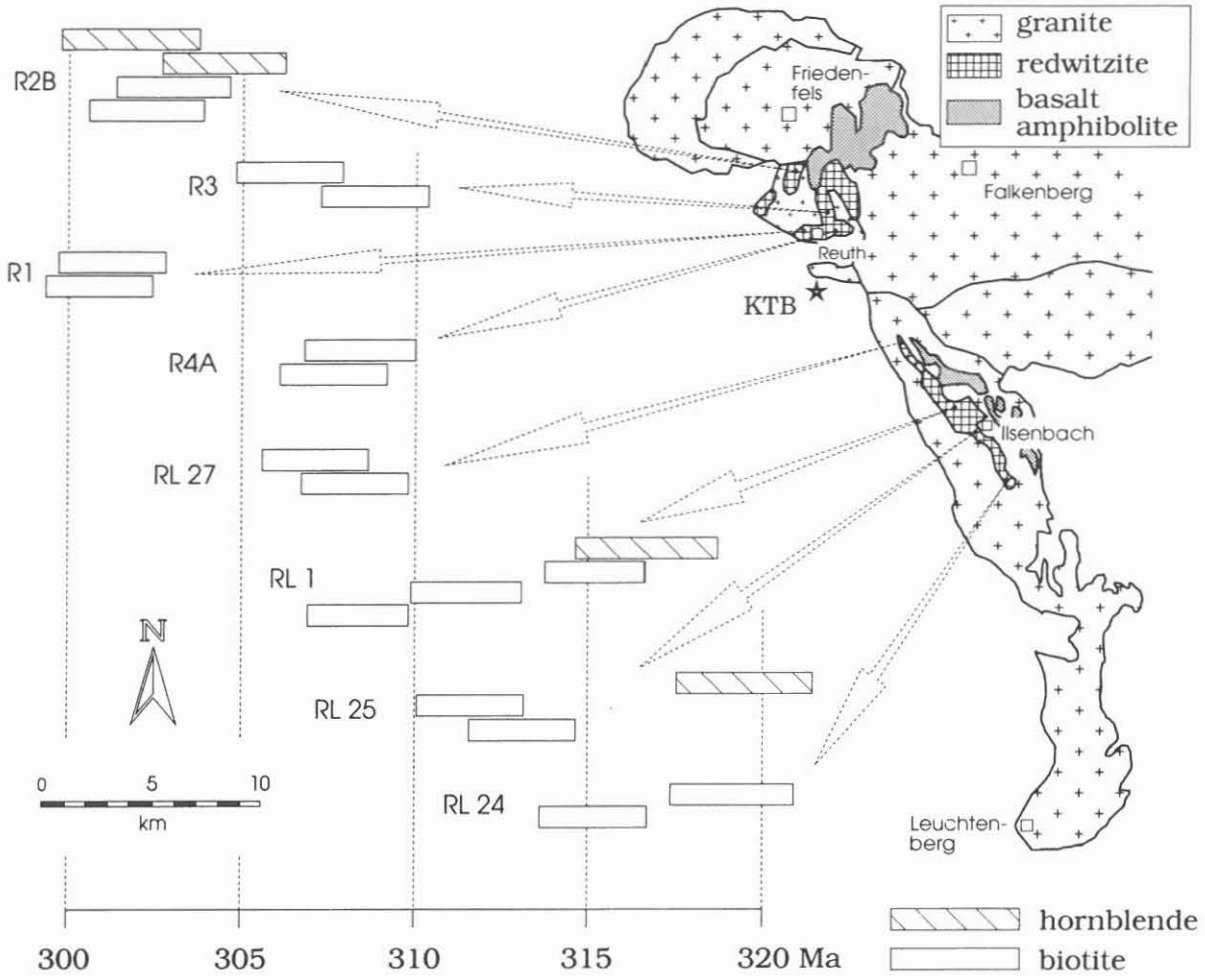 granite
redwitzite
basalt
amphibolite
Frieden-
fels
Falkenberg
Reuth
KTB
Ilsenbach
Leuchten-
berg
R2B
R3
R1
R4A
RL 27
RL 1
RL 25
RL 24
N
0 5 10
km
300 305 310 315 320 Ma
hornblende
biotite